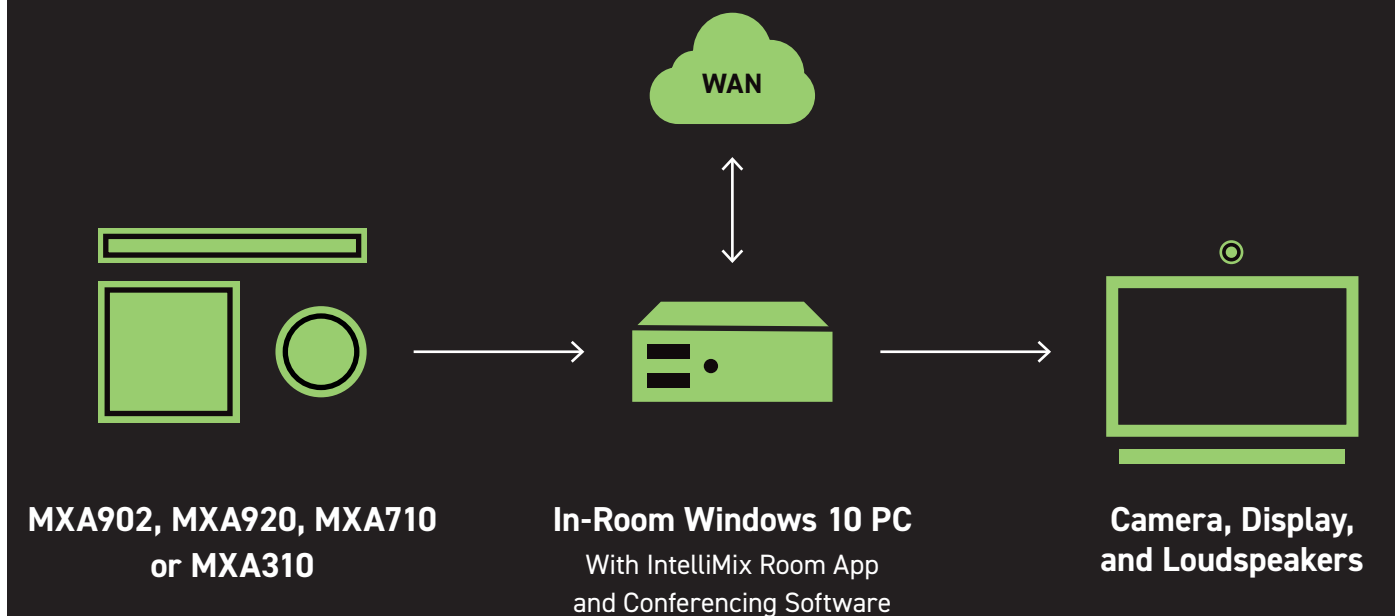 WAN
MXA902, MXA920, MXA710
or MXA310
In-Room Windows 10 PC
With IntelliMix Room App
and Conferencing Software
Camera, Display,
and Loudspeakers